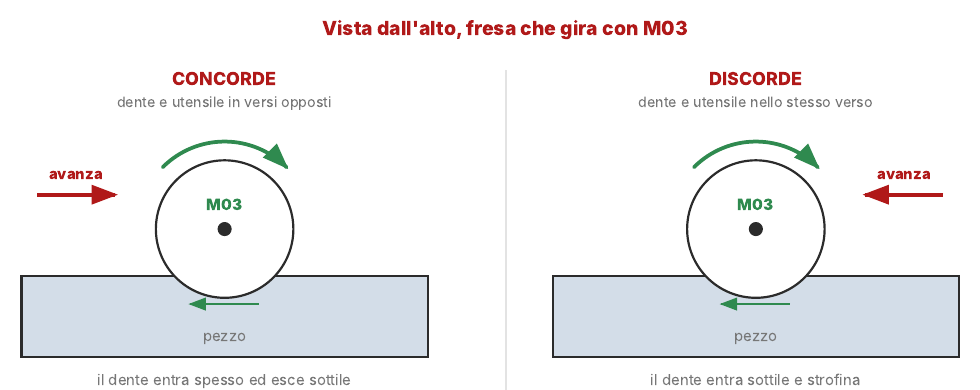 Vista dall'alto, fresa che gira con M03
CONCORDE
dente e utensile in versi opposti
avanza
M03
pezzo
il dente entra spesso ed esce sottile
DISCORDE
dente e utensile nello stesso verso
avanza
M03
pezzo
il dente entra sottile e strofina